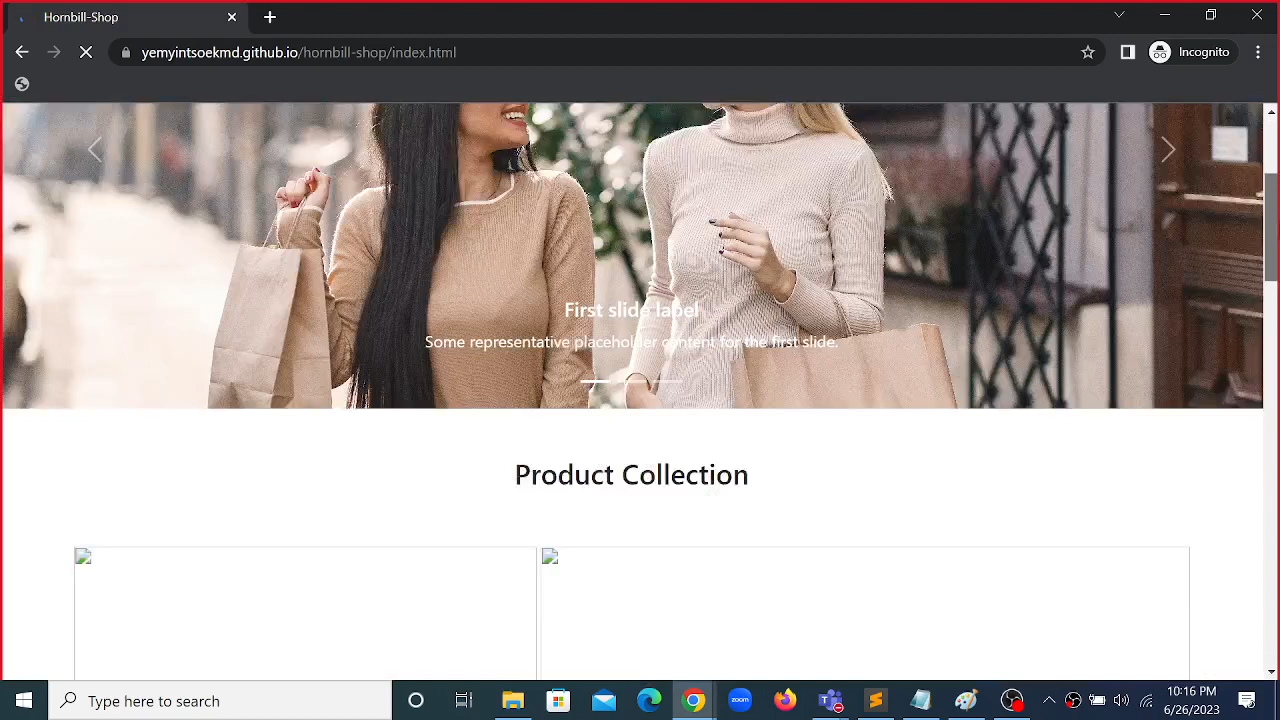 Hornbill-Shop
yemyintsoekmd.github.io/hornbill-shop/index.html
Incognito
First slide label
Some representative placeholder content for the first slide.
Product Collection
Type here to search
zoom
10:16 PM
6/26/2023